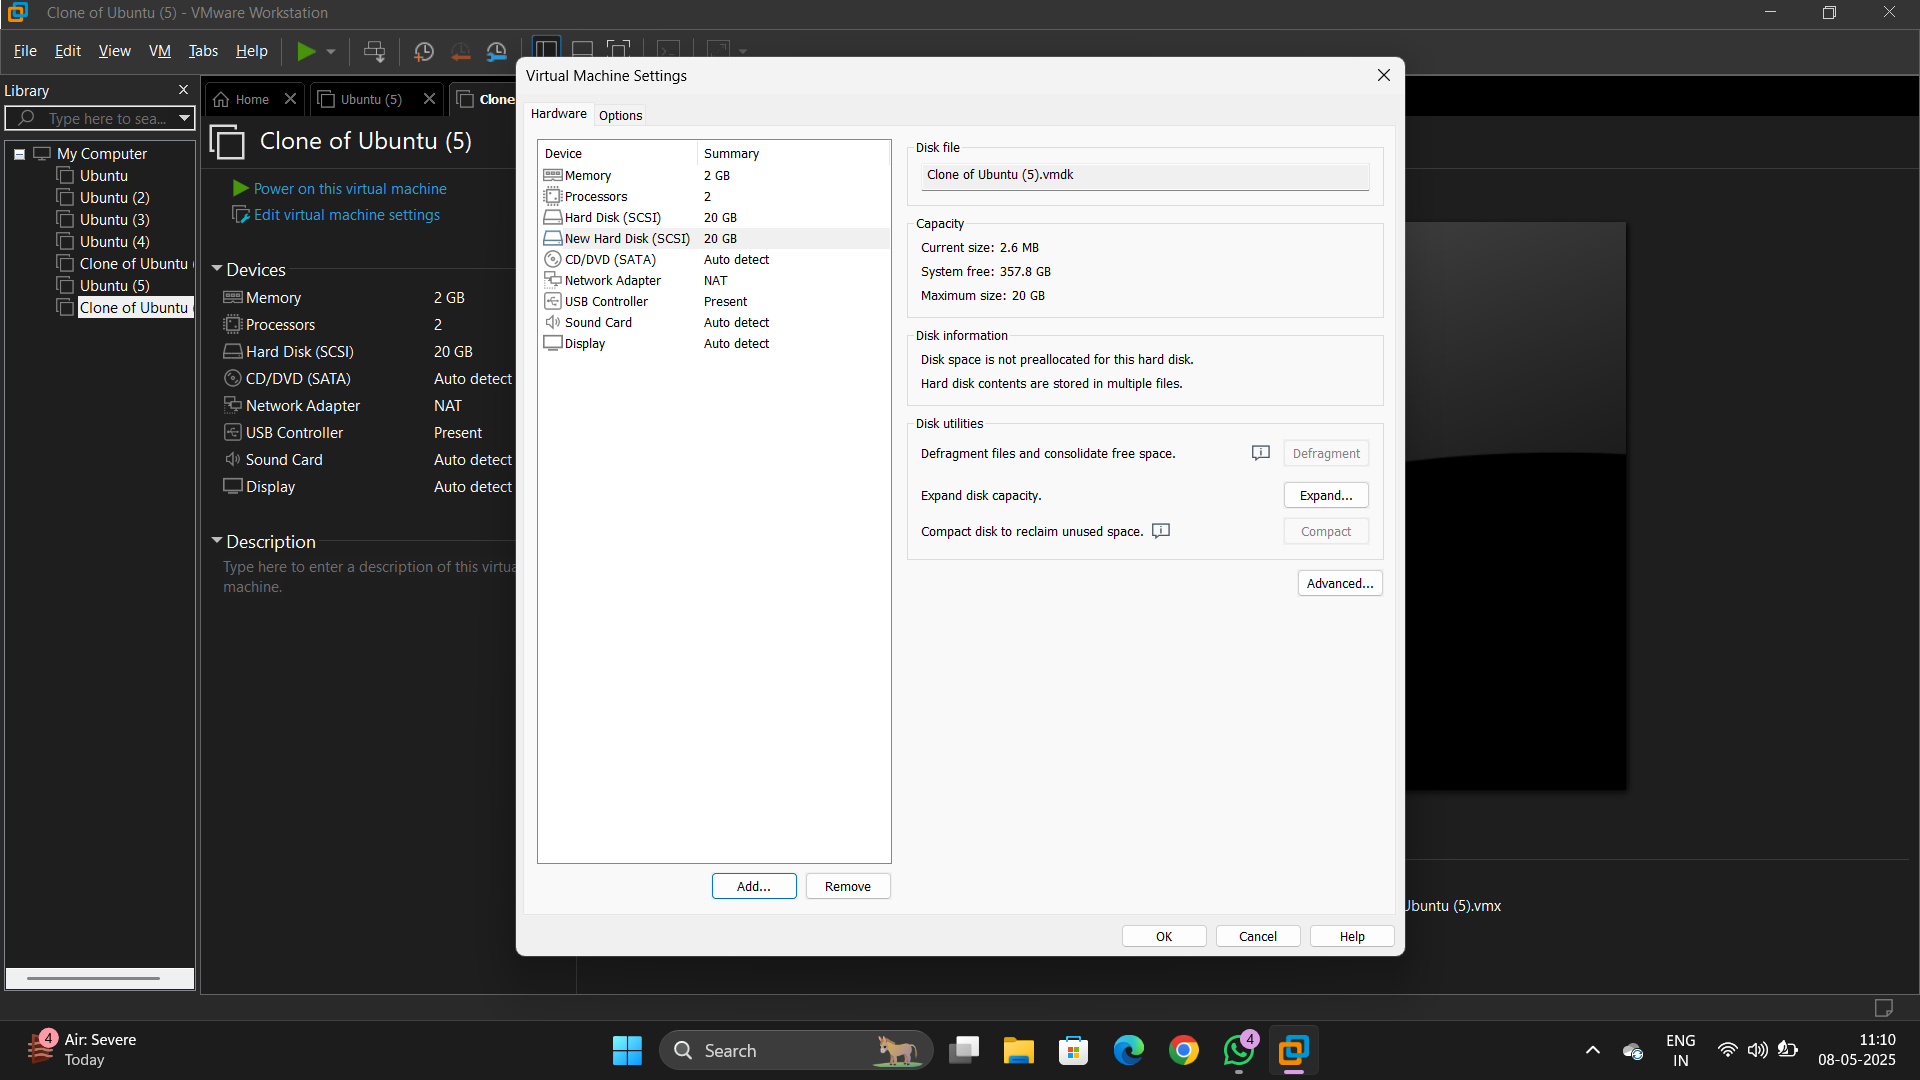 Clone of Ubuntu (5) - VMware Workstation
File Edit View VM Tabs Help
Library
Type here to sea...
My Computer
Ubuntu
Ubuntu (2)
Ubuntu (3)
Ubuntu (4)
Clone of Ubuntu
Ubuntu (5)
Clone of Ubuntu
Home
Ubuntu (5)
Clone
Clone of Ubuntu (5)
Power on this virtual machine
Edit virtual machine settings
Devices
Memory 2 GB
Processors 2
Hard Disk (SCSI) 20 GB
CD/DVD (SATA) Auto detect
Network Adapter NAT
USB Controller Present
Sound Card Auto detect
Display Auto detect
Description
Type here to enter a description of this virtua
machine.
Virtual Machine Settings
Hardware Options
Device Summary
Memory 2 GB
Processors 2
Hard Disk (SCSI) 20 GB
New Hard Disk (SCSI) 20 GB
CD/DVD (SATA) Auto detect
Network Adapter NAT
USB Controller Present
Sound Card Auto detect
Display Auto detect
Add... Remove
Disk file
Clone of Ubuntu (5).vmdk
Capacity
Current size: 2.6 MB
System free: 357.8 GB
Maximum size: 20 GB
Disk information
Disk space is not preallocated for this hard disk.
Hard disk contents are stored in multiple files.
Disk utilities
Defragment files and consolidate free space. Defragment
Expand disk capacity. Expand...
Compact disk to reclaim unused space. Compact
Advanced...
OK Cancel Help
Ubuntu (5).vmx
4
Air: Severe
Today
Search
4
ENG
IN
11:10
08-05-2025